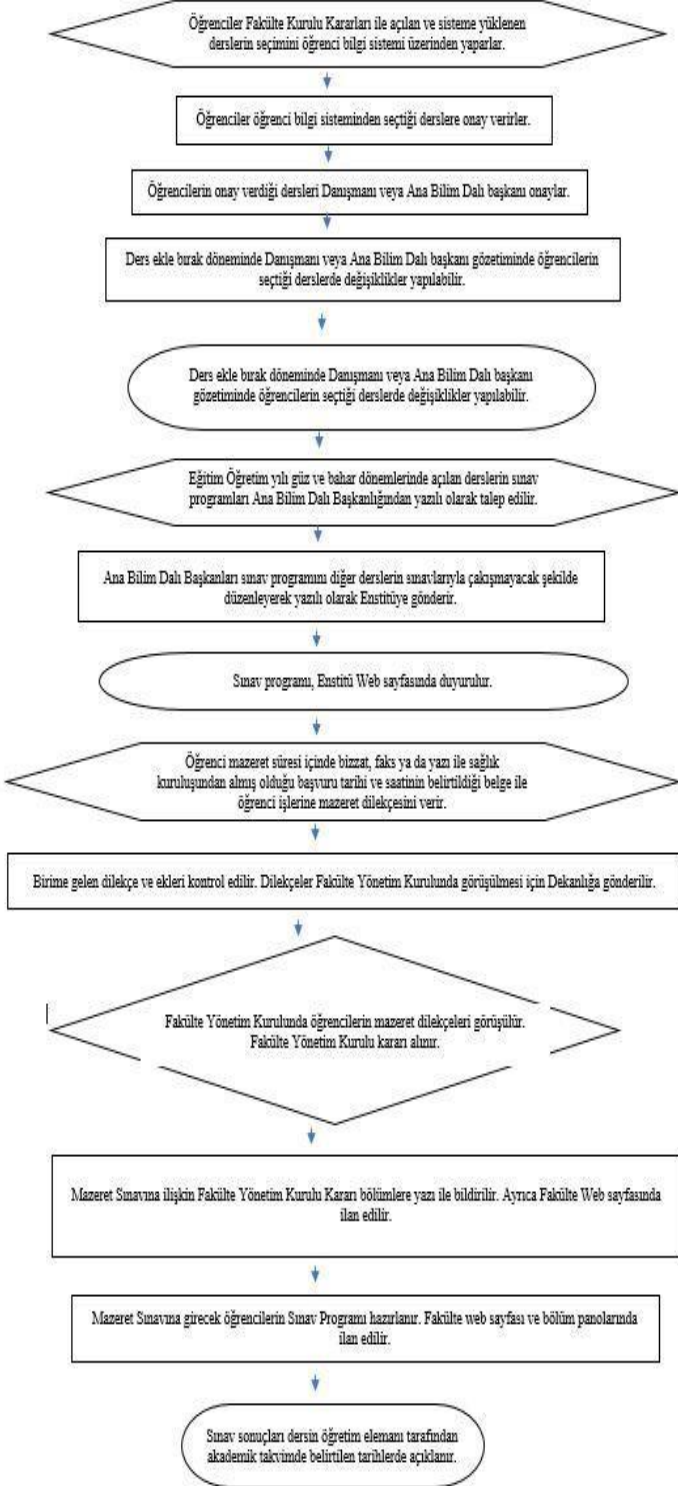 Öğrenciler Fakülte Kurulu Kararları ile açılan ve sisteme yüklenen
derslerin seçimini öğrenci bilgi sistemi üzerinden yaparlar.
Öğrenciler öğrenci bilgi sisteminden seçtiği derslere onay verirler.
Öğrencilerin onay verdiği dersleri Danışmanı veya Ana Bilim Dalı başkanı onaylar.
Ders ekle bırak döneminde Danışmanı veya Ana Bilim Dalı başkanı gözetiminde öğrencilerin
seçtiği derslerde değişiklikler yapılabilir.
Ders ekle bırak döneminde Danışmanı veya Ana Bilim Dalı başkanı
gözetiminde öğrencilerin seçtiği derslerde değişiklikler yapılabilir.
Eğitim Öğretim yılı güz ve bahar dönemlerinde açılan derslerin sınav
programları Ana Bilim Dalı Başkanlığından yazılı olarak talep edilir.
Ana Bilim Dalı Başkanları sınav programını diğer derslerin sınavlarıyla çakışmayacak şekilde
düzenleyerek yazılı olarak Enstitüye gönderir.
Sınav programı, Enstitü Web sayfasında duyurulur.
Öğrenci mazeret süresi içinde bizzat, faks ya da yazı ile sağlık
kuruluşundan almış olduğu başvuru tarihi ve saatinin belirtildiği belge ile
öğrenci işlerine mazeret dilekçesini verir.
Birime gelen dilekçe ve ekleri kontrol edilir. Dilekçeler Fakülte Yönetim Kurulunda görüşülmesi için Dekanlığa gönderilir.
Fakülte Yönetim Kurulunda öğrencilerin mazeret dilekçeleri görüşülür.
Fakülte Yönetim Kurulu kararı alınır.
Mazeret Sınavına ilişkin Fakülte Yönetim Kurulu Kararı bölümlere yazı ile bildirilir. Ayrıca Fakülte Web sayfasında
ilan edilir.
Mazeret Sınavına girecek öğrencilerin Sınav Programı hazırlanır. Fakülte web sayfası ve bölüm panolarında
ilan edilir.
Sınav sonuçları dersin öğretim elemanı tarafından
akademik takvimde belirtilen tarihlerde açıklanır.